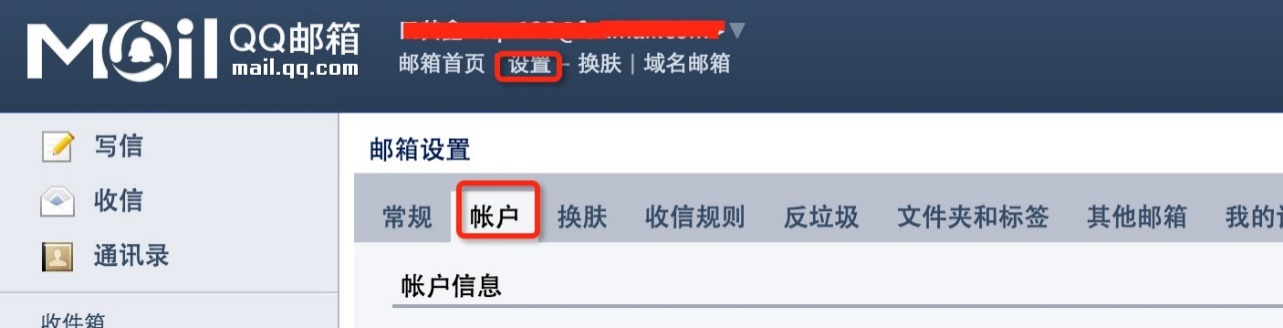 MOil QQ邮箱
mail.qq.com
邮箱首页 | 设置 - 换肤 | 域名邮箱
写信
收信
通讯录
收件箱
邮箱设置
常规 帐户 换肤 收信规则 反垃圾 文件夹和标签 其他邮箱 我的
帐户信息